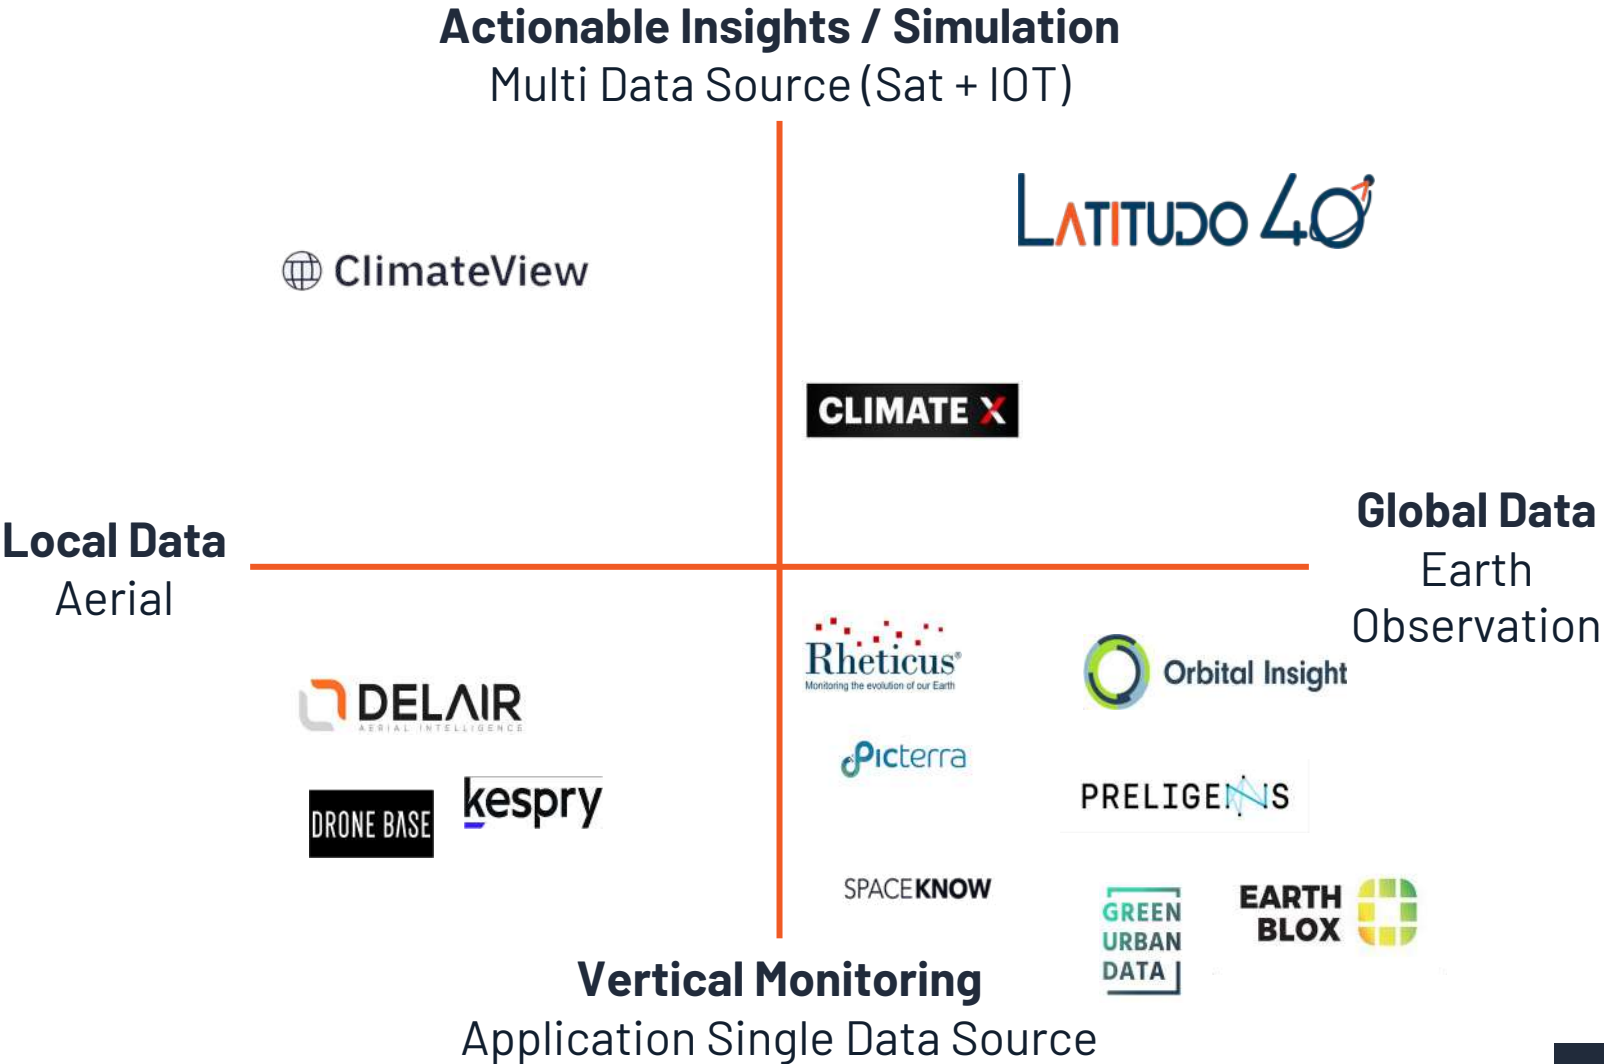 Actionable Insights / Simulation
Multi Data Source (Sat + IOT)
LATITUDO 40
ClimateView
CLIMATE X
Local Data
Aerial
Global Data
Earth
Observation
Rheticus®
Monitoring the evolution of our Earth
Orbital Insight
DELAIR
AERIAL INTELLIGENCE
Picterra
DRONE BASE
kespry
PRELIGENS
SPACEKNOW
GREEN
URBAN
DATA
EARTH
BLOX
Vertical Monitoring
Application Single Data Source